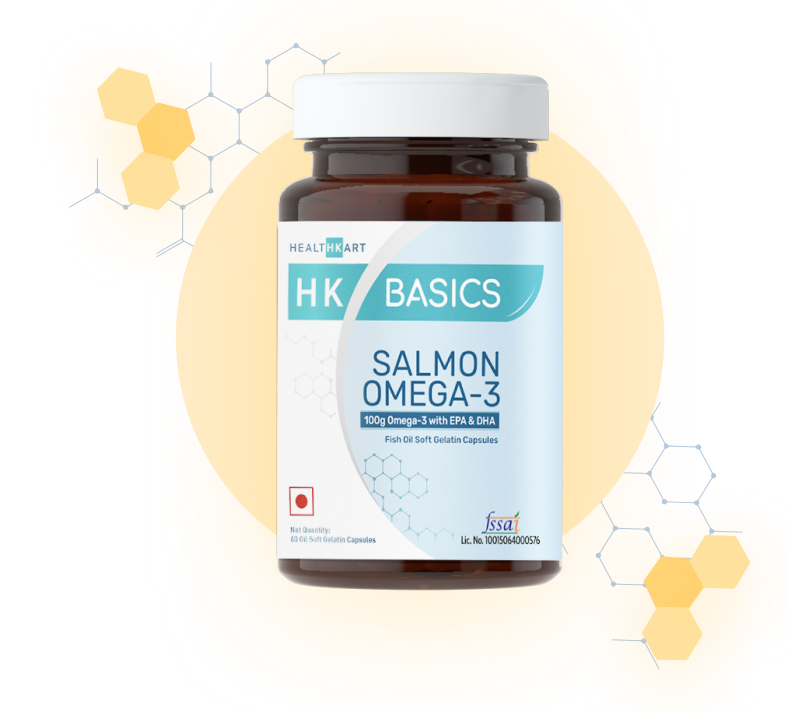 HEALTHKART
HK BASICS
SALMON
OMEGA-3
100g Omega-3 with EPA & DHA
Fish Oil Soft Gelatin Capsules
Net Quantity:
60 Oil Soft Gelatin Capsules
fssai
Lic. No. 10015064000576